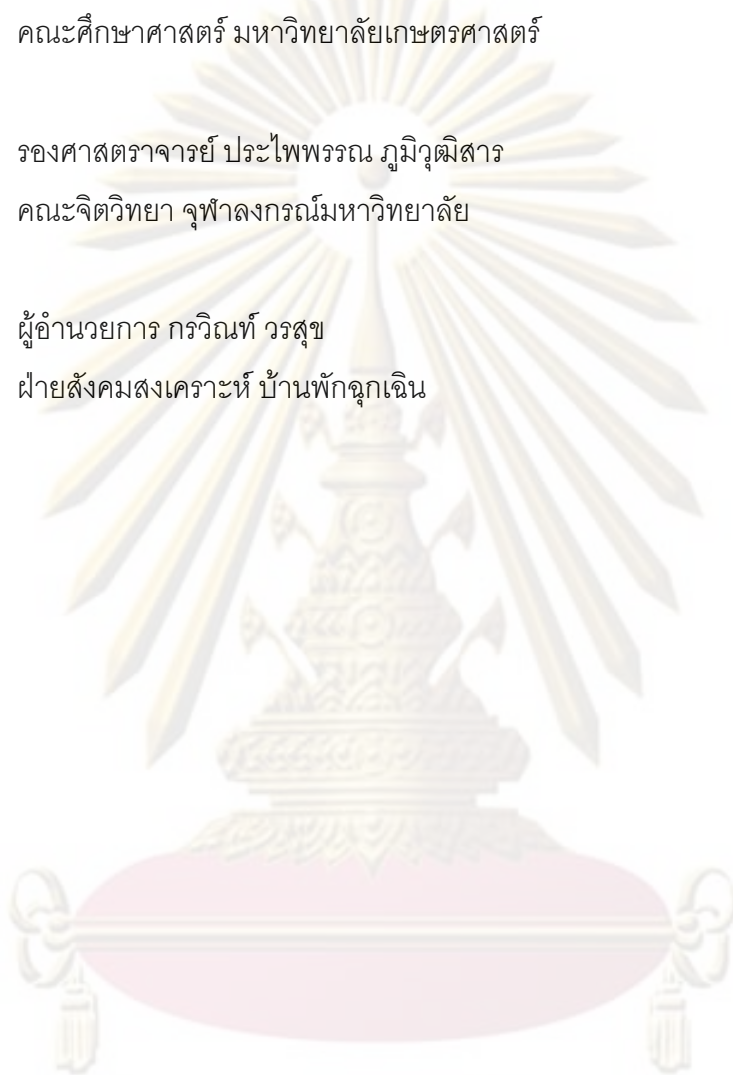 คณะศึกษาศาสตร์ มหาวิทยาลัยเกษตรศาสตร์
รองศาสตราจารย์ ประไพพรรณ ภูมิวุฒิสาร
คณะจิตวิทยา จุฬาลงกรณ์มหาวิทยาลัย
ผู้อำนวยการ กรวิณท์ วรสุข
ฝ่ายสังคมสงเคราะห์ บ้านพักฉุกเฉิน